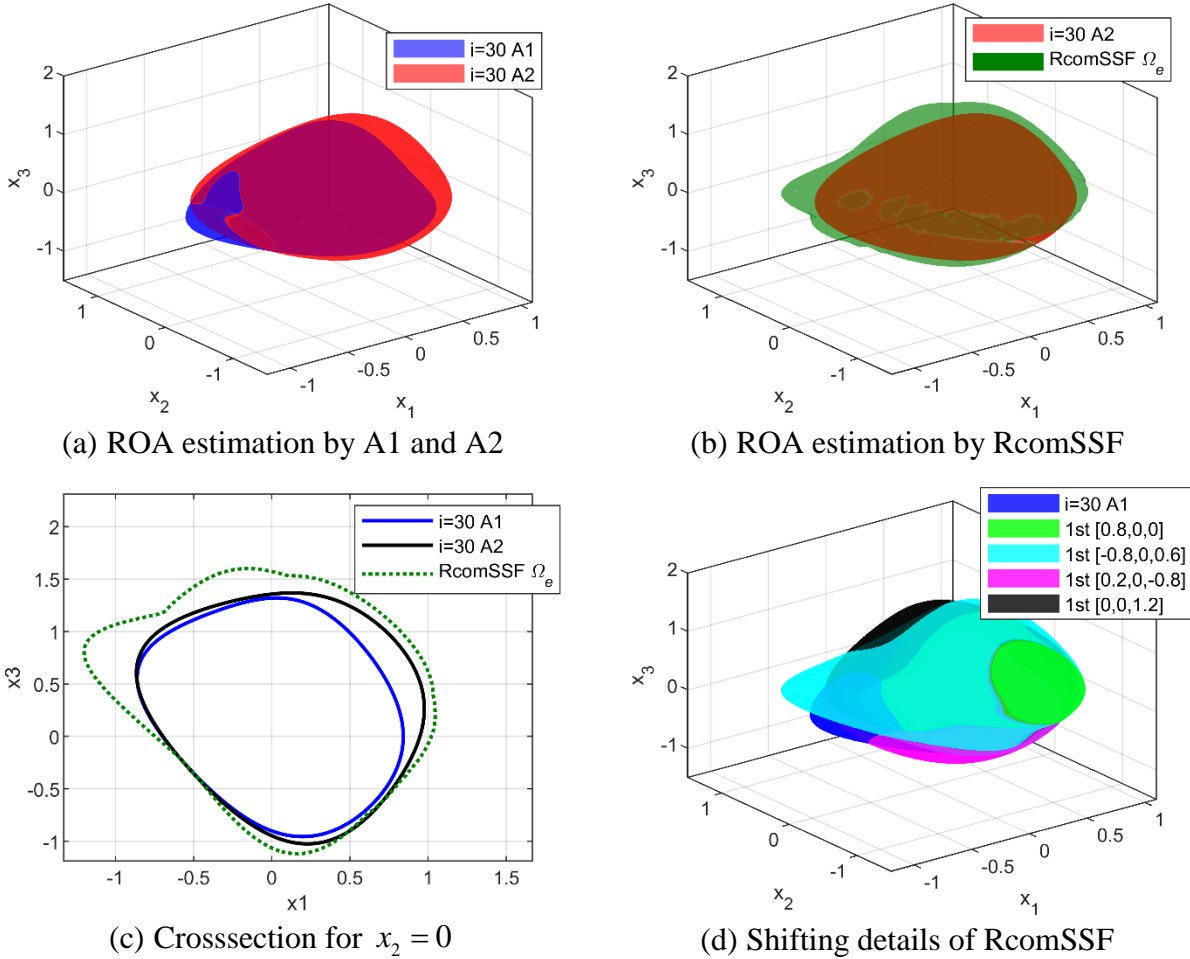 i=30 A1
i=30 A2
2
1
0
-1
x3
1
0
-1
x2
-1
-0.5
0
0.5
1
x1
(a) ROA estimation by A1 and A2
i=30 A2
RcomSSF Ωe
2
1
0
-1
x3
1
0
-1
x2
-1
-0.5
0
0.5
1
x1
(b) ROA estimation by RcomSSF
i=30 A1
i=30 A2
RcomSSF Ωe
2
1.5
1
0.5
0
-0.5
-1
x3
-1
-0.5
0
0.5
1
1.5
x1
(c) Crosssection for x2 = 0
i=30 A1
1st [0.8,0,0]
1st [-0.8,0,0.6]
1st [0.2,0,-0.8]
1st [0,0,1.2]
2
1
0
-1
x3
1
0
-1
x2
-1
-0.5
0
0.5
1
x1
(d) Shifting details of RcomSSF